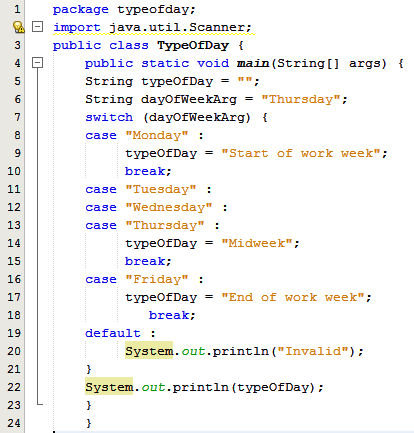 1 package typeofday;
import java.util.Scanner;
3 public class TypeOfDay {
4 public static void main(String[] args) {
5 String typeOfDay = "";
6 String dayOfWeekArg = "Thursday";
7 switch (dayOfWeekArg) {
8 case "Monday" :
9 typeOfDay = "Start of work week";
10 break;
11 case "Tuesday" :
12 case "Wednesday" :
13 case "Thursday" :
14 typeOfDay = "Midweek";
15 break;
16 case "Friday" :
17 typeOfDay = "End of work week";
18 break;
19 default :
20 System.out.println("Invalid");
21 }
22 System.out.println(typeOfDay);
23 }
24 }